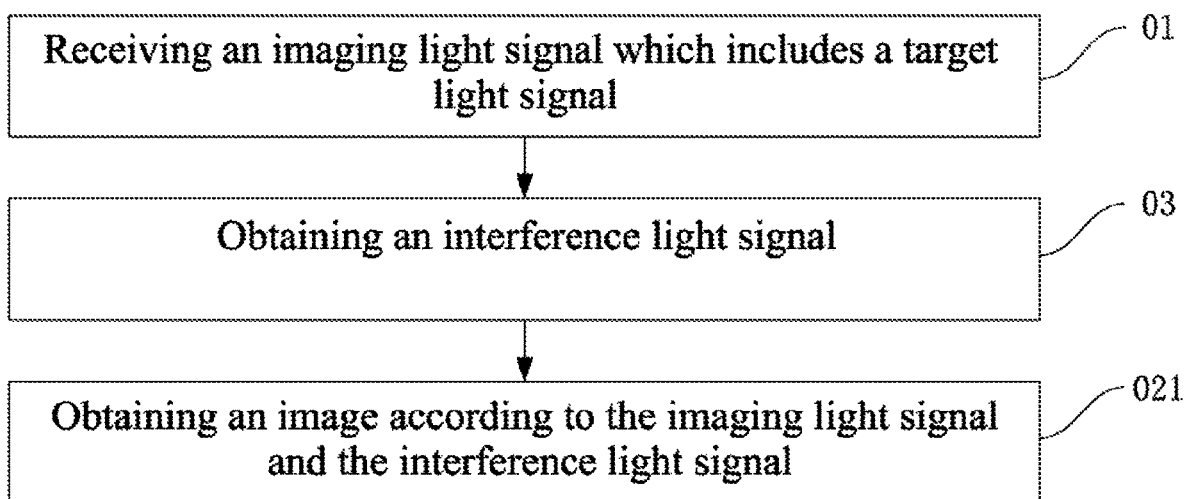 Receiving an imaging light signal which includes a target
light signal
01
Obtaining an interference light signal
03
Obtaining an image according to the imaging light signal
and the interference light signal
021